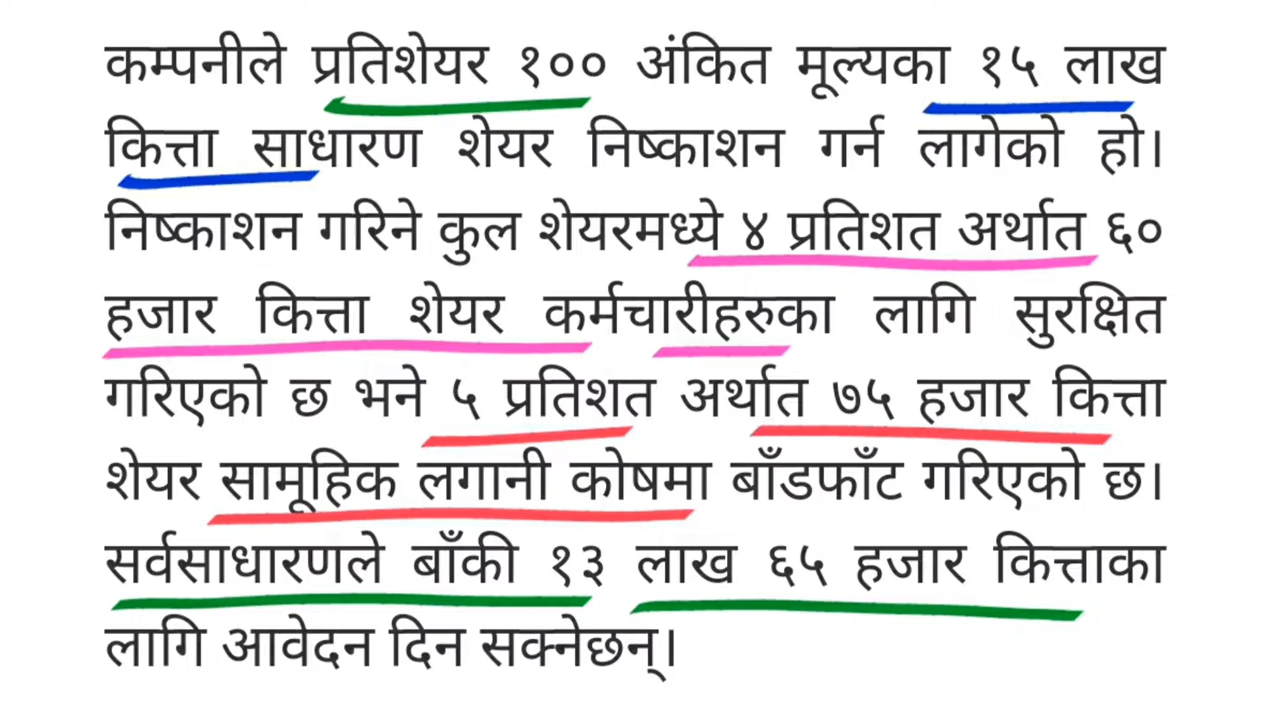 कम्पनीले प्रतिशेयर १०० अंकित मूल्यका १५ लाख
कित्ता साधारण शेयर निष्काशन गर्न लागेको हो।
निष्काशन गरिने कुल शेयरमध्ये ४ प्रतिशत अर्थात ६०
हजार कित्ता शेयर कर्मचारीहरुका लागि सुरक्षित
गरिएको छ भने ५ प्रतिशत अर्थात ७५ हजार कित्ता
शेयर सामूहिक लगानी कोषमा बाँडफाँट गरिएको छ।
सर्वसाधारणले बाँकी १३ लाख ६५ हजार कित्ताका
लागि आवेदन दिन सक्नेछन्।